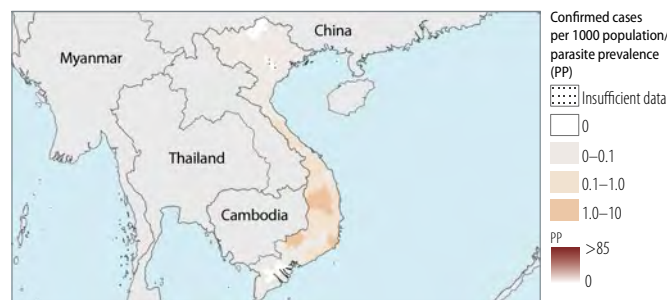 China
Myanmar
Thailand
Cambodia
Confirmed cases
per 1000 population/
parasite prevalence
(PP)
Insufficient data
0
0–0.1
0.1–1.0
1.0–10
PP
>85
0